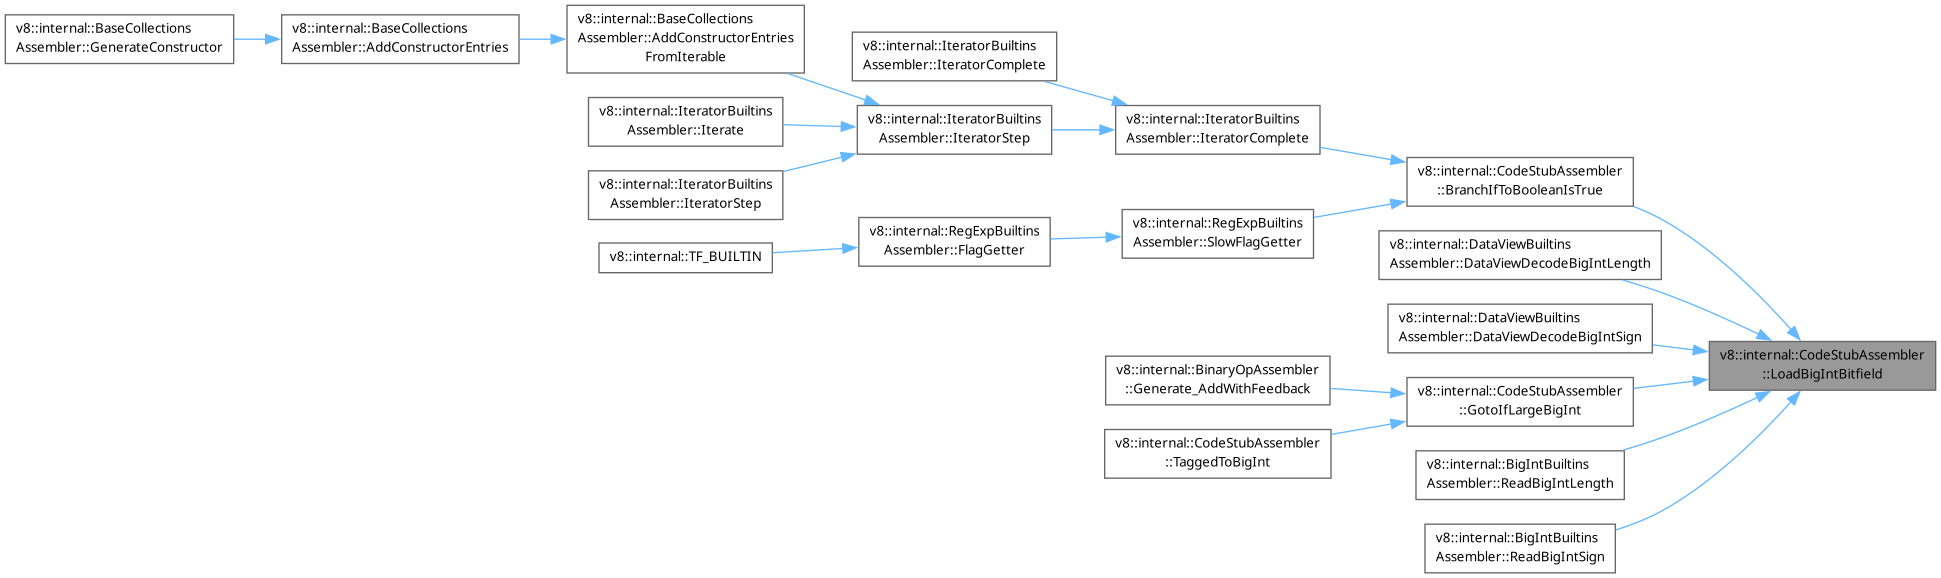 v8::internal::BaseCollections
Assembler::GenerateConstructor
v8::internal::BaseCollections
Assembler::AddConstructorEntries
v8::internal::BaseCollections
Assembler::AddConstructorEntries
FromIterable
v8::internal::IteratorBuiltins
Assembler::IteratorComplete
v8::internal::IteratorBuiltins
Assembler::Iterate
v8::internal::IteratorBuiltins
Assembler::IteratorStep
v8::internal::IteratorBuiltins
Assembler::IteratorComplete
v8::internal::IteratorBuiltins
Assembler::IteratorStep
v8::internal::CodeStubAssembler
::BranchIfToBooleanIsTrue
v8::internal::TF_BUILTIN
v8::internal::RegExpBuiltins
Assembler::FlagGetter
v8::internal::RegExpBuiltins
Assembler::SlowFlagGetter
v8::internal::DataViewBuiltins
Assembler::DataViewDecodeBigIntLength
v8::internal::DataViewBuiltins
Assembler::DataViewDecodeBigIntSign
v8::internal::CodeStubAssembler
::LoadBigIntBitfield
v8::internal::BinaryOpAssembler
::Generate_AddWithFeedback
v8::internal::CodeStubAssembler
::GotoIfLargeBigInt
v8::internal::CodeStubAssembler
::TaggedToBigInt
v8::internal::BigIntBuiltins
Assembler::ReadBigIntLength
v8::internal::BigIntBuiltins
Assembler::ReadBigIntSign